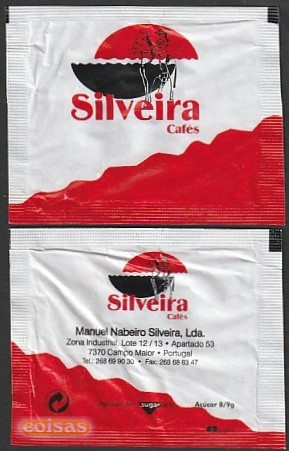 Silveira
Cafés
Silveira
Cafés
Manuel Nabeiro Silveira, Lda.
Zona Industrial. Lote 12 / 13 • Apartado 53
7370 Campo Maior • Portugal
Tel.: 268 69 90 30 • Fax: 268 68 83 47
sugar
Açúcar 8/9g
coisas